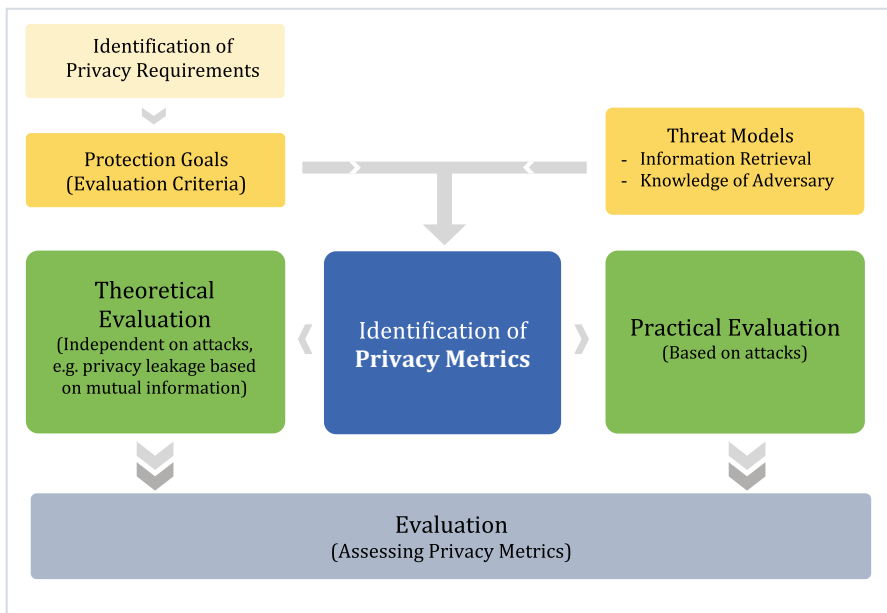 Identification of
Privacy Requirements
Protection Goals
(Evaluation Criteria)
Threat Models
- Information Retrieval
- Knowledge of Adversary
Theoretical
Evaluation
(Independent on attacks,
e.g. privacy leakage based
on mutual information)
Identification of
Privacy Metrics
Practical Evaluation
(Based on attacks)
Evaluation
(Assessing Privacy Metrics)